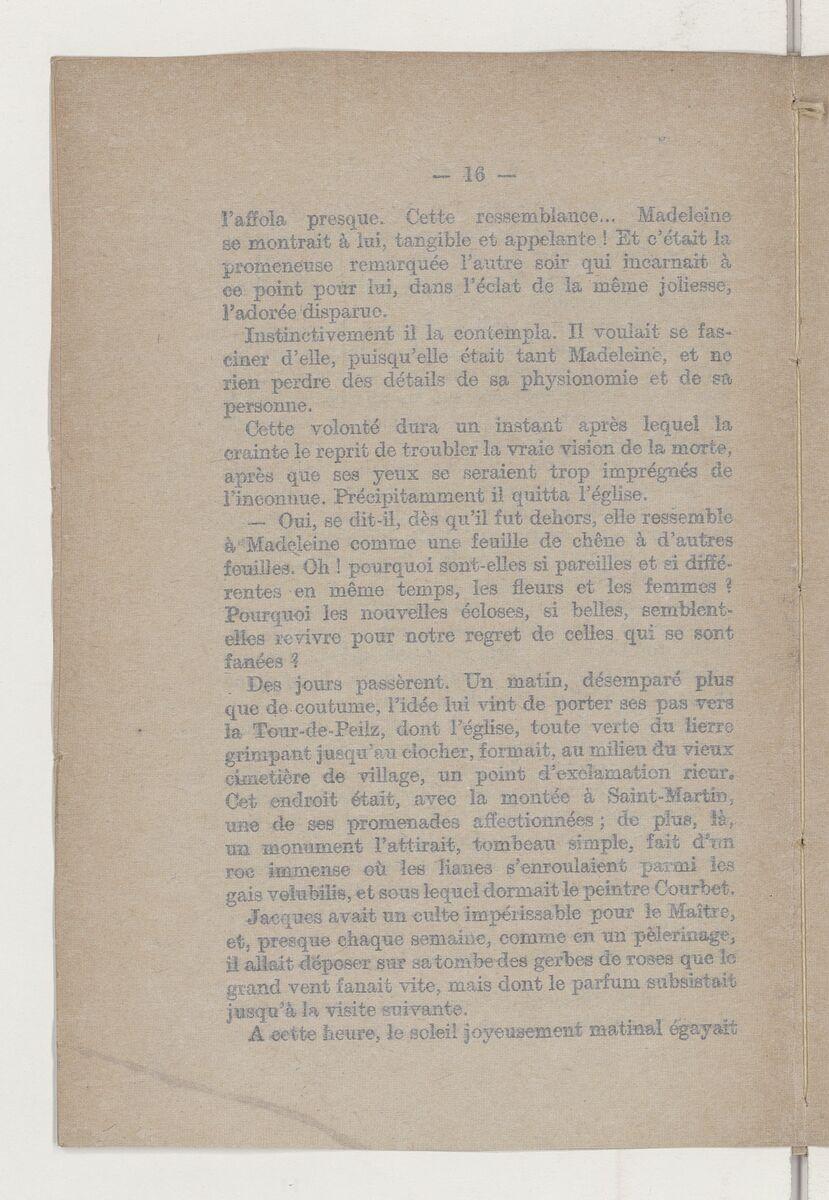 — 16 —
l'affola presque. Cette ressemblance... Madeleine
se montrait à lui, tangible et appelante ! Et c'était la
promeneuse remarquée l'autre soir qui incarnait à
ce point pour lui, dans l'éclat de la même joliesse,
l'adorée disparue.
Instinctivement il la contempla. Il voulait se fas-
ciner d'elle, puisqu'elle était tant Madeleine, et ne
rien perdre des détails de sa physionomie et de sa
personne.
Cette volonté dura un instant après lequel la
crainte le reprit de troubler la vraie vision de la morte,
après que ses yeux se seraient trop imprégnés de
l'inconnue. Précipitamment il quitta l'église.
— Oui, se dit-il, dès qu'il fut dehors, elle ressemble
à Madeleine comme une feuille de chêne à d'autres
feuilles. Oh ! pourquoi sont-elles si pareilles et si diffé-
rentes en même temps, les fleurs et les femmes ?
Pourquoi les nouvelles écloses, si belles, semblent-
elles revivre pour notre regret de celles qui se sont
fanées ?
Des jours passèrent. Un matin, désemparé plus
que de coutume, l'idée lui vint de porter ses pas vers
la Tour-de-Peilz, dont l'église, toute verte du lierre
grimpant jusqu'au clocher, formait, au milieu du vieux
cimetière de village, un point d'exclamation rieur.
Cet endroit était, avec la montée à Saint-Martin,
une de ses promenades affectionnées ; de plus, là,
un monument l'attirait, tombeau simple, fait d'un
roc immense où les lianes s'enroulaient parmi les
gais volubilis, et sous lequel dormait le peintre Courbet.
Jacques avait un culte impérissable pour le Maître,
et, presque chaque semaine, comme en un pèlerinage,
il allait déposer sur sa tombe des gerbes de roses que le
grand vent fanait vite, mais dont le parfum subsistait
jusqu'à la visite suivante.
A cette heure, le soleil joyeusement matinal égayait